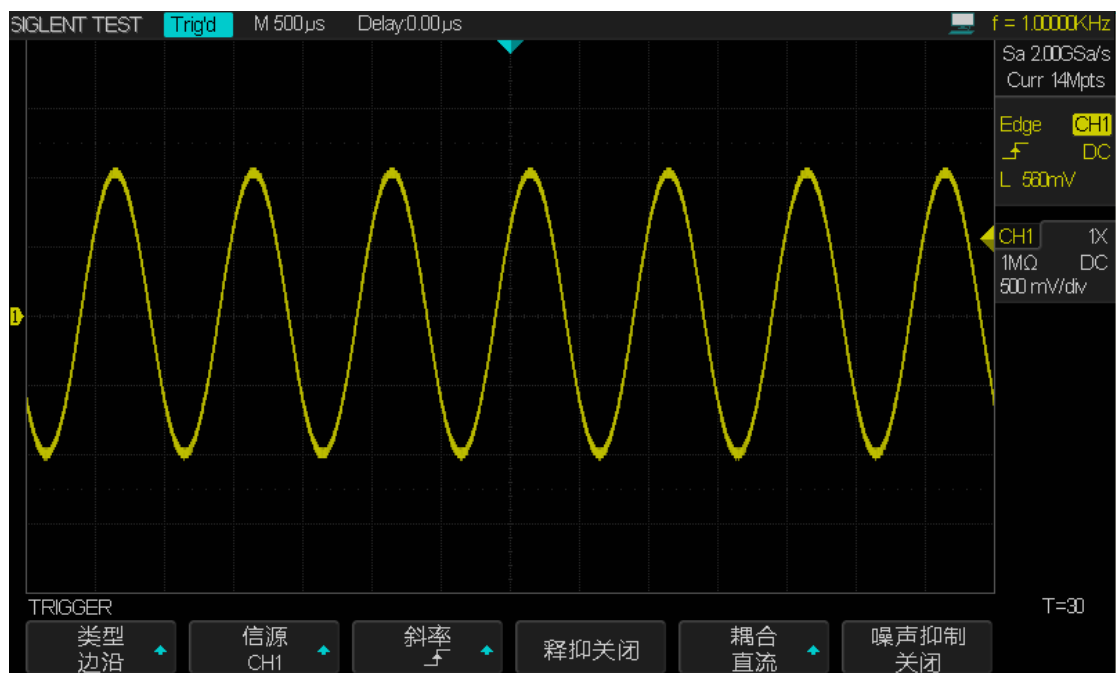 SIGLENT TEST Trig'd M 500μs Delay:0.00μs f = 1.00000KHz
Sa 2.00GSa/s
Curr 14Mpts
Edge CH1
DC
L 560mV
CH1 1X
1MΩ DC
500 mV/div
1
TRIGGER T=30
类型 信源 斜率 释抑关闭 耦合 噪声抑制
边沿 CH1 直流 关闭